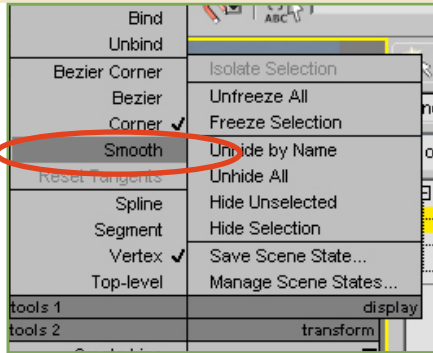 ABC
Bind
Unbind
Bezier Corner
Bezier
Corner
Smooth
Reset Tangents
Spline
Segment
Vertex
Top-level
tools 1
tools 2
Isolate Selection
Unfreeze All
Freeze Selection
Unhide by Name
Unhide All
Hide Unselected
Hide Selection
Save Scene State...
Manage Scene States...
display
transform